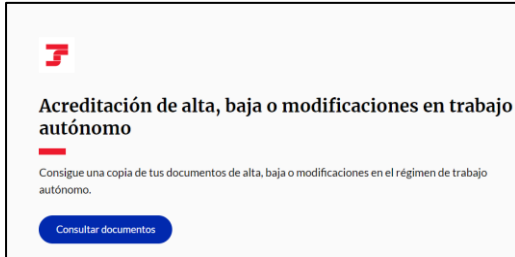 Acreditación de alta, baja o modificaciones en trabajo
autónomo
Consigue una copia de tus documentos de alta, baja o modificaciones en el régimen de trabajo
autónomo.
Consultar documentos